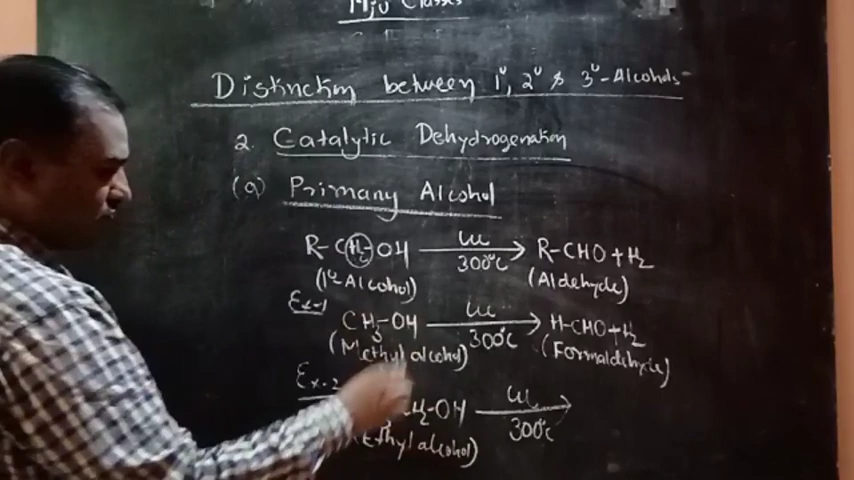 Mju Classes
Distinction between 1°, 2° & 3°-Alcohols
2. Catalytic Dehydrogenation
(a) Primary Alcohol
R-CH₂-OH Cu 300°C R-CHO + H₂
(1° Alcohol) (Aldehyde)
Ex-1
CH₃-OH Cu 300°C H-CHO + H₂
(Methyl alcohol) (Formaldehyde)
Ex-2
H₂-OH Cu 300°C
(Ethyl alcohol)